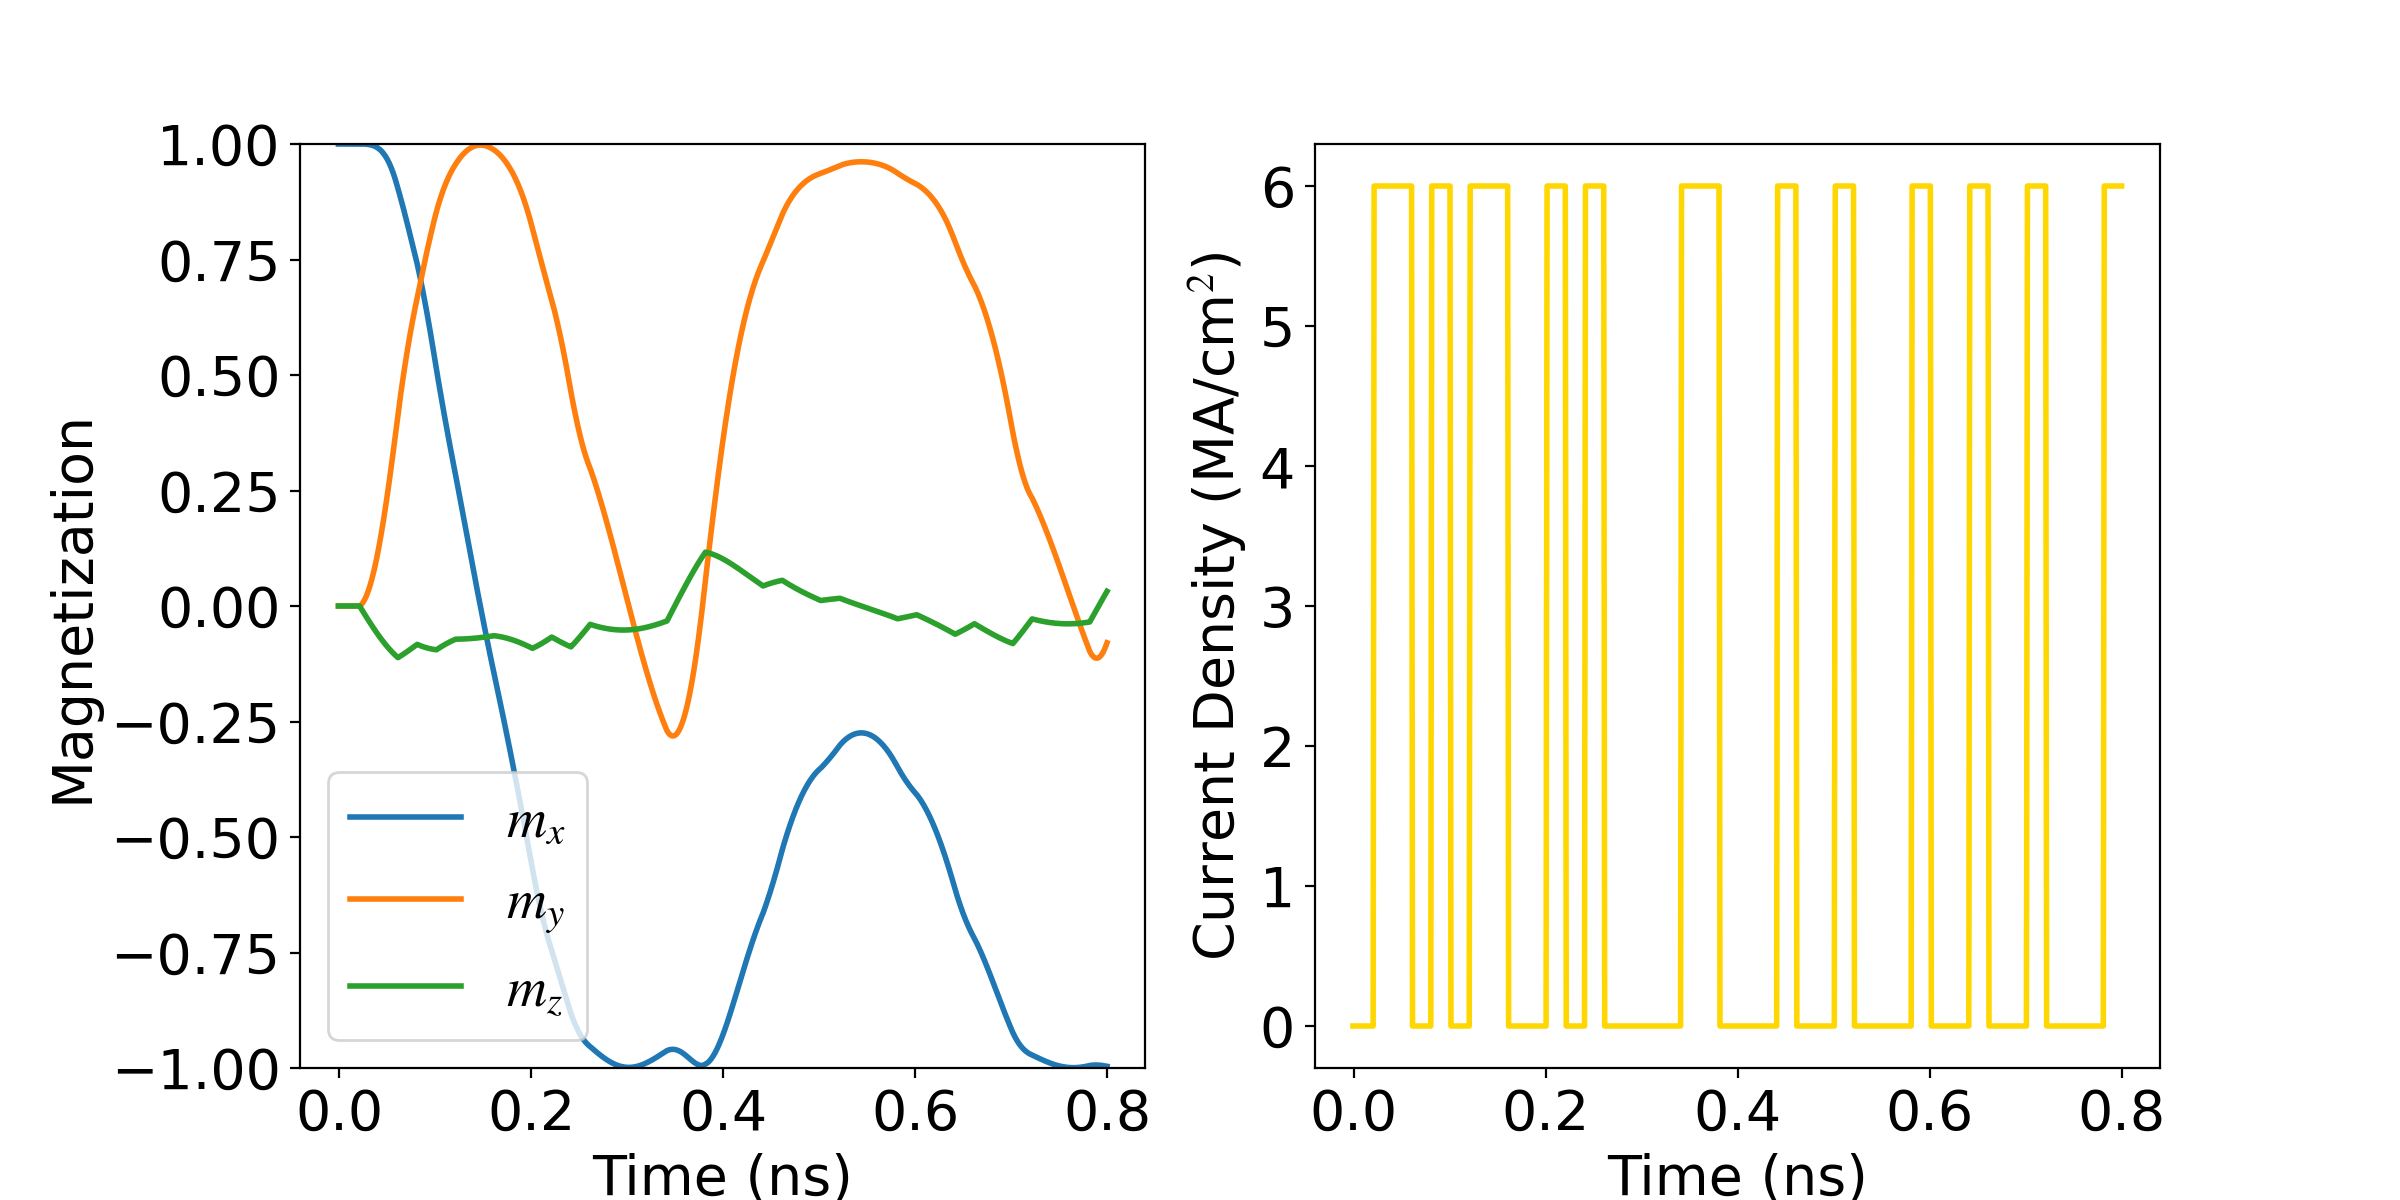 Magnetization
1.00
0.75
0.50
0.25
0.00
−0.25
−0.50
−0.75
−1.00
m_x
m_y
m_z
0.0 0.2 0.4 0.6 0.8
Time (ns)
Current Density (MA/cm²)
6
5
4
3
2
1
0
0.0 0.2 0.4 0.6 0.8
Time (ns)